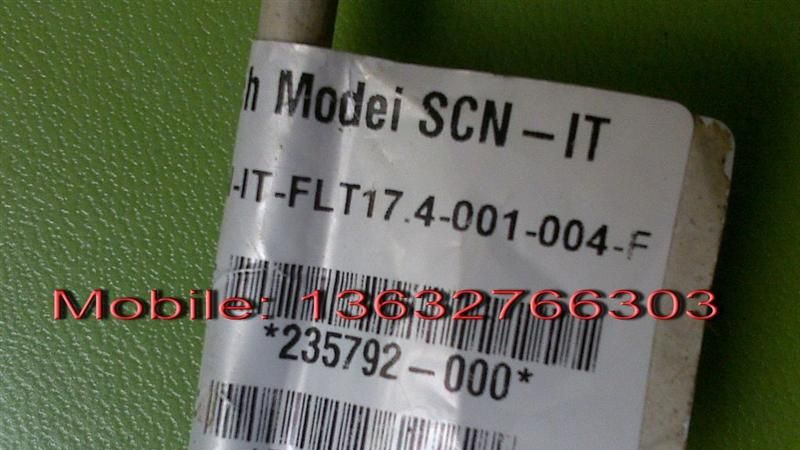 h Modei SCN-IT
-IT-FLT17.4-001-004-F
Mobile: 13632766303
*235792-000*